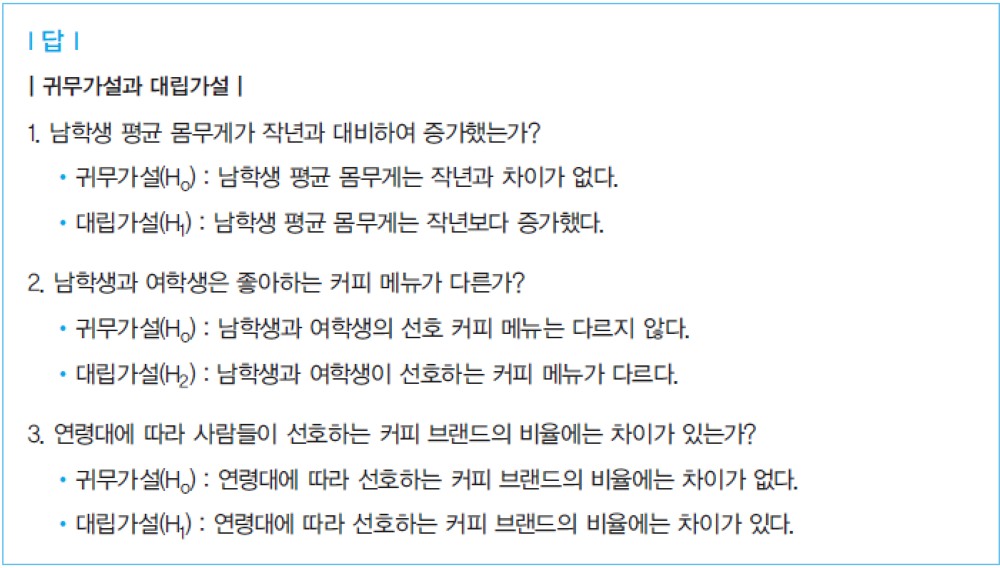 | 답 |
| 귀무가설과 대립가설 |
1. 남학생 평균 몸무게가 작년과 대비하여 증가했는가?
• 귀무가설(H₀) : 남학생 평균 몸무게는 작년과 차이가 없다.
• 대립가설(H₁) : 남학생 평균 몸무게는 작년보다 증가했다.
2. 남학생과 여학생은 좋아하는 커피 메뉴가 다른가?
• 귀무가설(H₀) : 남학생과 여학생의 선호 커피 메뉴는 다르지 않다.
• 대립가설(H₂) : 남학생과 여학생이 선호하는 커피 메뉴가 다르다.
3. 연령대에 따라 사람들이 선호하는 커피 브랜드의 비율에는 차이가 있는가?
• 귀무가설(H₀) : 연령대에 따라 선호하는 커피 브랜드의 비율에는 차이가 없다.
• 대립가설(H₁) : 연령대에 따라 선호하는 커피 브랜드의 비율에는 차이가 있다.